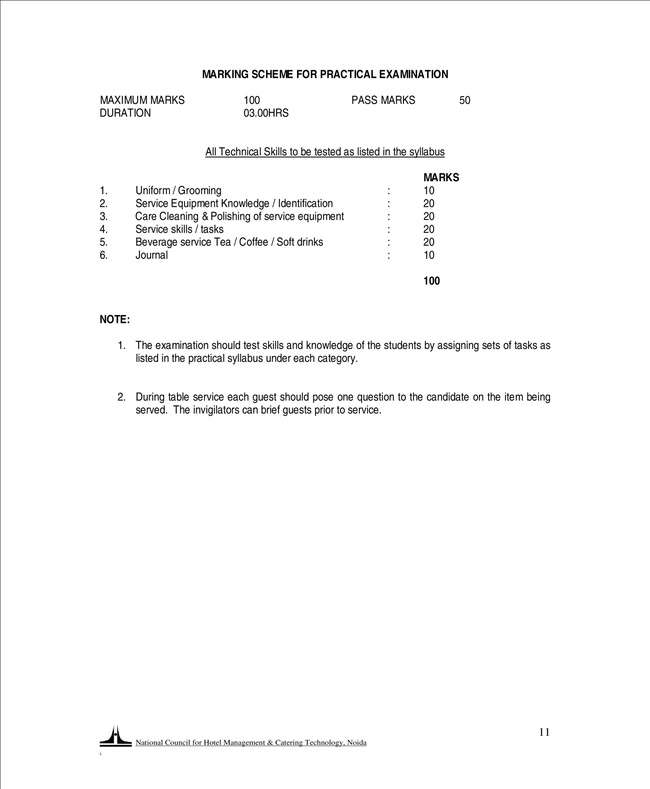 MARKING SCHEME FOR PRACTICAL EXAMINATION
MAXIMUM MARKS 100 PASS MARKS 50
DURATION 03.00HRS
All Technical Skills to be tested as listed in the syllabus
MARKS
1. Uniform / Grooming : 10
2. Service Equipment Knowledge / Identification : 20
3. Care Cleaning & Polishing of service equipment : 20
4. Service skills / tasks : 20
5. Beverage service Tea / Coffee / Soft drinks : 20
6. Journal : 10
100
NOTE:
1. The examination should test skills and knowledge of the students by assigning sets of tasks as
listed in the practical syllabus under each category.
2. During table service each guest should pose one question to the candidate on the item being
served. The invigilators can brief guests prior to service.
11
National Council for Hotel Management & Catering Technology, Noida